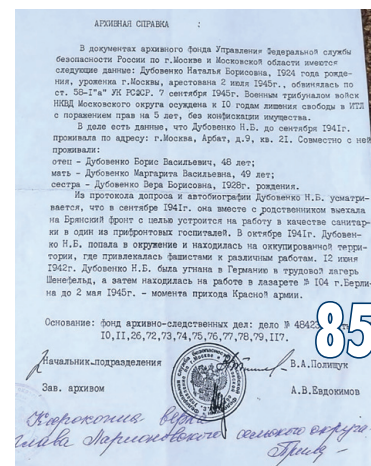 АРХИВНАЯ СПРАВКА :
В документах архивного фонда Управления Федеральной службы
безопасности России по г.Москве и Московской области имеются
следующие данные: Дубовенко Наталья Борисовна, 1924 года рожде-
ния, уроженка г.Москвы, арестована 2 июля 1945г.. обвинялась по
ст. 58-I"а" УК РСФСР. 7 сентября 1945г. Военным трибуналом войск
НКВД Московского округа осуждена к 10 годам лишения свободы в ИТЛ
с поражением прав на 5 лет, без конфискации имущества.
В деле есть данные, что Дубовенко Н.Б. до сентября 1941г.
проживала по адресу: г.Москва, Арбат, д.9, кв. 21. Совместно с ней
проживали:
отец - Дубовенко Борис Васильевич, 48 лет;
мать - Дубовенко Маргарита Васильевна, 49 лет;
сестра - Дубовенко Вера Борисовна, 1928г. рождения.
Из протокола допроса и автобиографии Дубовенко Н.Б. усматри-
вается, что в сентябре 1941г. она вместе с родственником выехала
на Брянский фронт с целью устроится на работу в качестве санитар-
ки в один из прифронтовых госпиталей. В октябре 1941г. Дубовен-
ко Н.Б. попала в окружение и находилась на оккупированной терри-
тории, где привлекалась фашистами к различным работам. 12 июня
1942г. Дубовенко Н.Б. была угнана в Германию в трудовой лагерь
Шенефельд, а затем находилась на работе в лазарете № 104 г.Берли-
на до 2 мая 1945г. - момента прихода Красной армии.
Основание: фонд архивно-следственных дел: дело № 48423
10,11,26,72,73,74,75,76,77,78,79,117.
85
Начальник подразделения В.А.Полищук
Зав. архивом А.В.Евдокимов
Ксерокопия верна
глава Ларионовского сельского округа